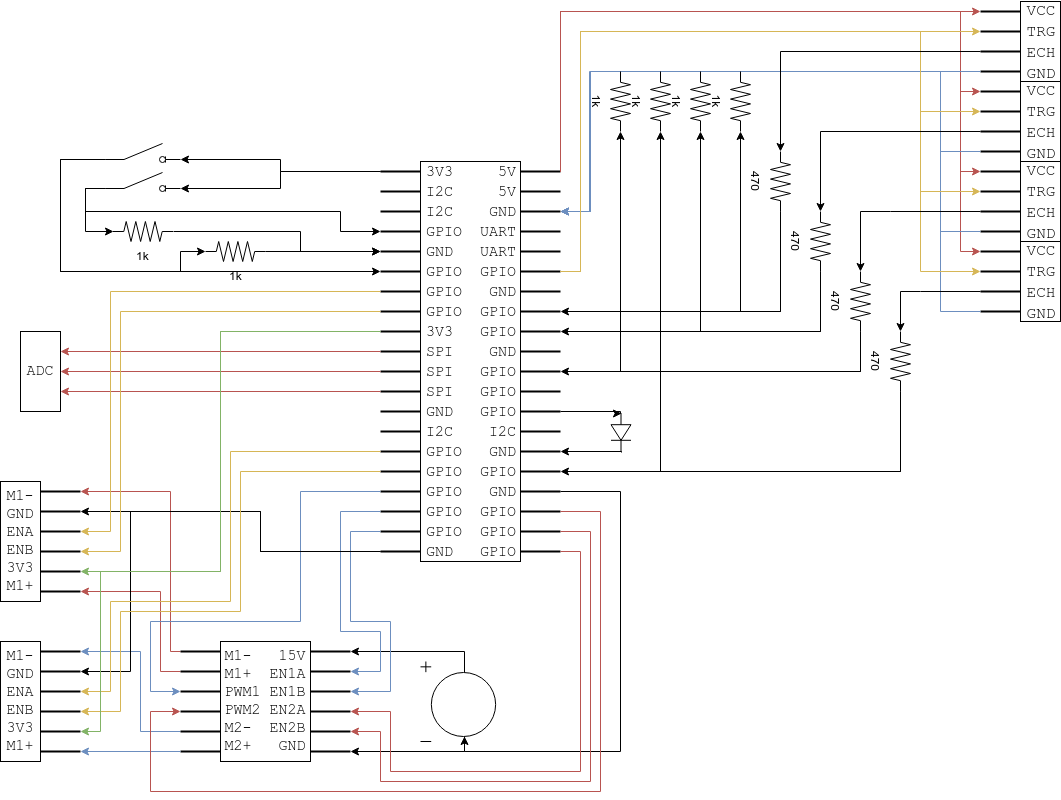 VCC
TRG
ECH
GND
VCC
TRG
ECH
GND
VCC
TRG
ECH
GND
VCC
TRG
ECH
GND
1k
1k
1k
1k
470
470
470
470
1k
1k
3V3 5V
I2C 5V
I2C GND
GPIO UART
GND UART
GPIO GPIO
GPIO GND
GPIO GPIO
3V3 GPIO
SPI GND
SPI GPIO
SPI GPIO
GND GPIO
I2C I2C
GPIO GND
GPIO GPIO
GPIO GND
GPIO GPIO
GPIO GPIO
GND GPIO
ADC
M1-
GND
ENA
ENB
3V3
M1+
M1-
GND
ENA
ENB
3V3
M1+
M1- 15V
M1+ EN1A
PWM1 EN1B
PWM2 EN2A
M2- EN2B
M2+ GND
+
−